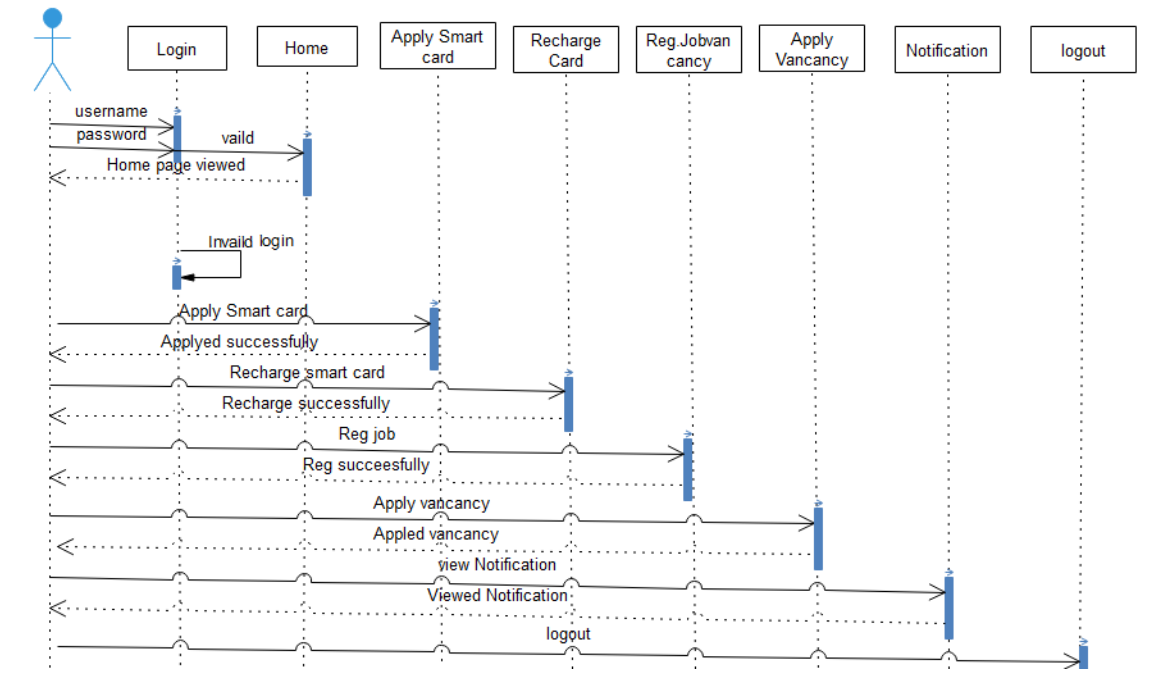 Login
Home
Apply Smart
card
Recharge
Card
Reg.Jobvan
cancy
Apply
Vancancy
Notification
logout
username
password
vaild
Home page viewed
Invaild login
Apply Smart card
Applyed successfully
Recharge smart card
Recharge successfully
Reg job
Reg succeesfully
Apply vancancy
Appled vancancy
view Notification
Viewed Notification
logout